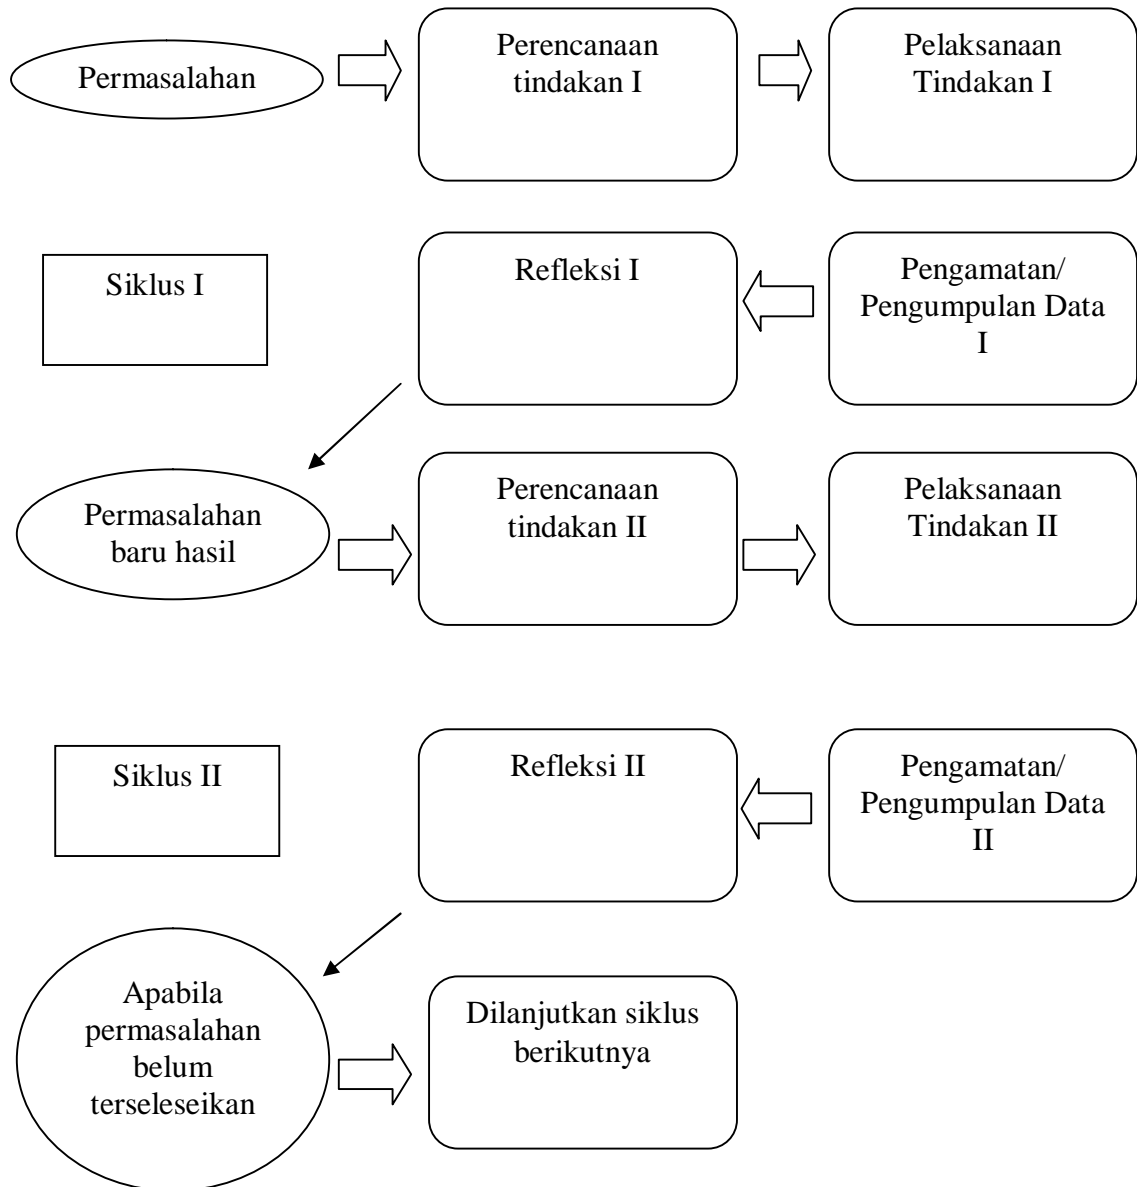 Permasalahan
Perencanaan
tindakan I
Pelaksanaan
Tindakan I
Siklus I
Refleksi I
Pengamatan/
Pengumpulan Data
I
Permasalahan
baru hasil
Perencanaan
tindakan II
Pelaksanaan
Tindakan II
Siklus II
Refleksi II
Pengamatan/
Pengumpulan Data
II
Apabila
permasalahan
belum
terseleseikan
Dilanjutkan siklus
berikutnya